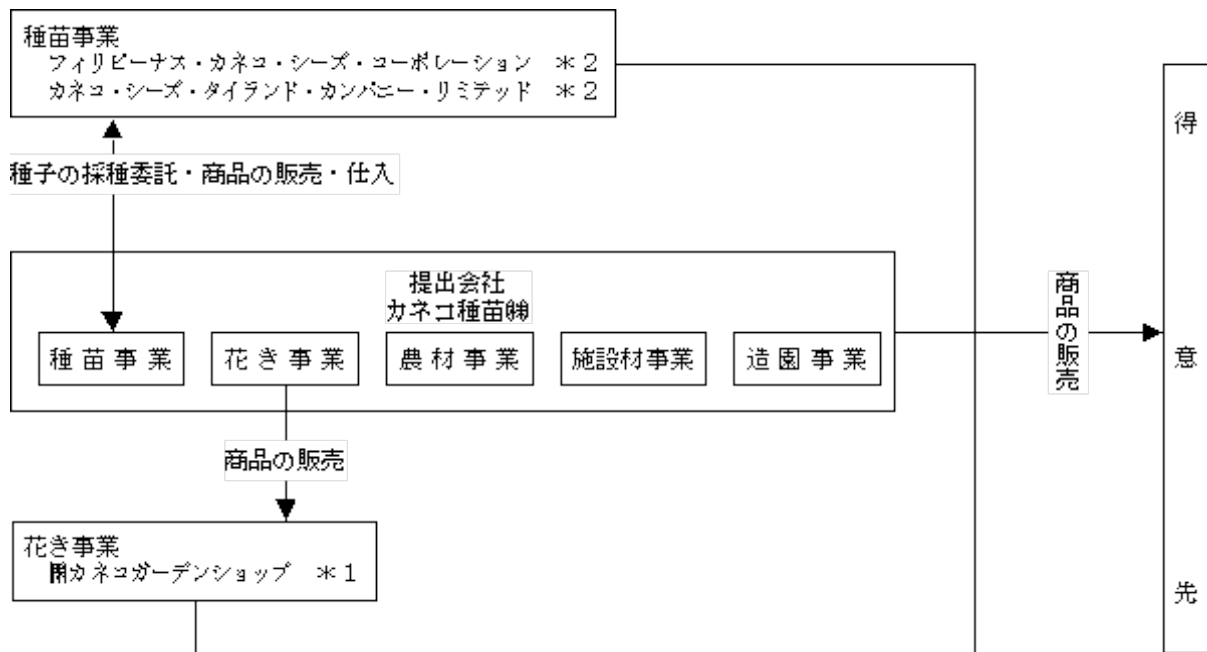 種苗事業
フィリピーナス・カネコ・シーズ・コーポレーション ＊２
カネコ・シーズ・タイランド・カンパニー・リミテッド ＊２
種子の採種委託・商品の販売・仕入
提出会社
カネコ種苗㈱
種苗事業
花き事業
農材事業
施設材事業
造園事業
商品の販売
商品の販売
花き事業
カネコガーデンショップ ＊１
得意先